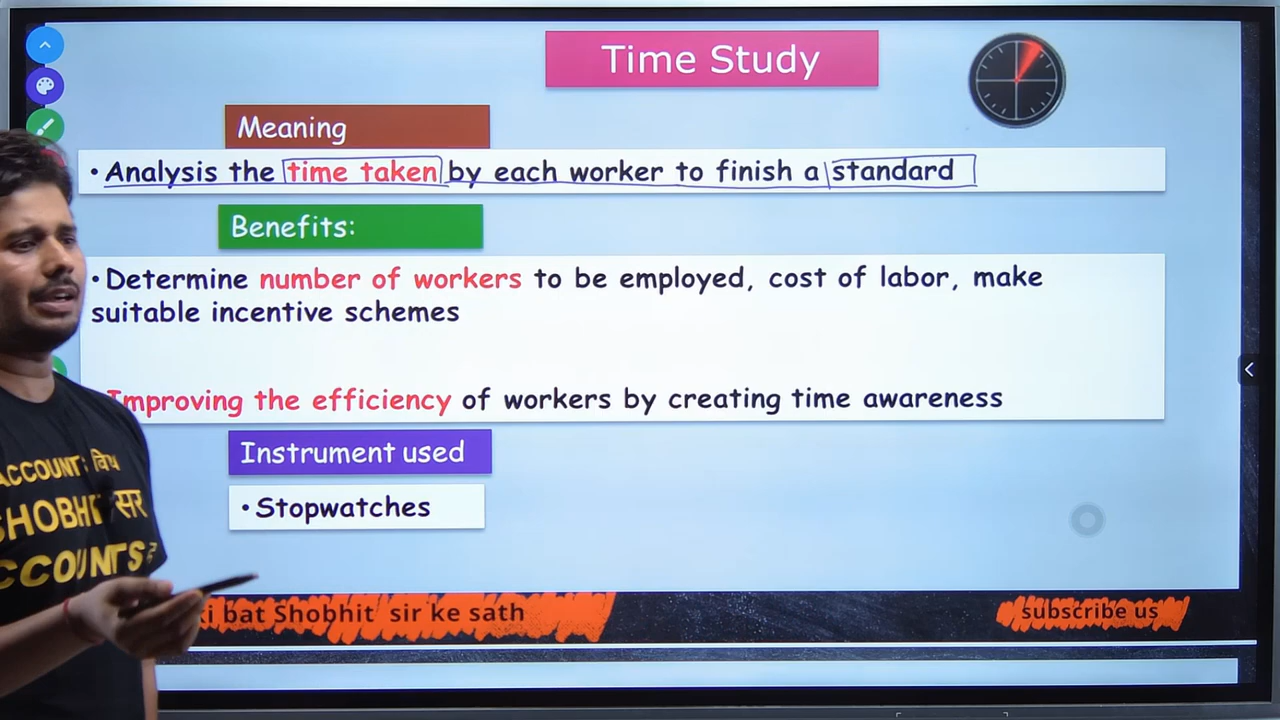 Time Study
Meaning
• Analysis the time taken by each worker to finish a standard
Benefits:
• Determine number of workers to be employed, cost of labor, make
suitable incentive schemes
Improving the efficiency of workers by creating time awareness
Instrument used
• Stopwatches
ki bat Shobhit sir ke sath
subscribe us
सर